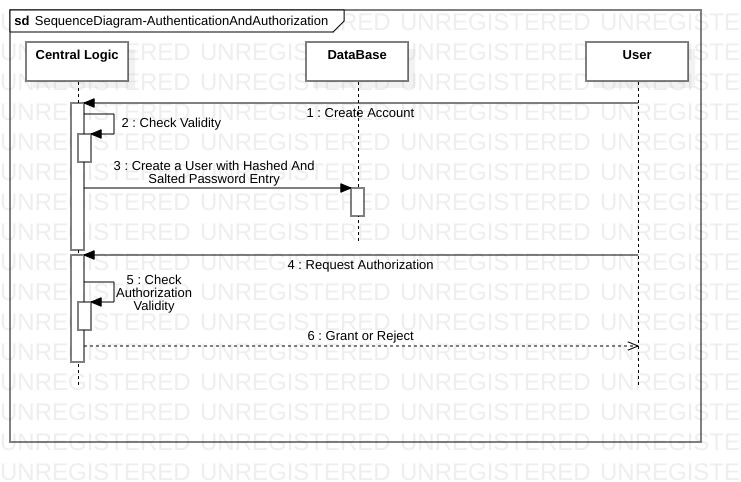 sd SequenceDiagram-AuthenticationAndAuthorization
Central Logic
DataBase
User
1 : Create Account
2 : Check Validity
3 : Create a User with Hashed And
Salted Password Entry
4 : Request Authorization
5 : Check
Authorization
Validity
6 : Grant or Reject
UNREGISTERED UNREGISTERED UNREGISTERED UNREGISTERED